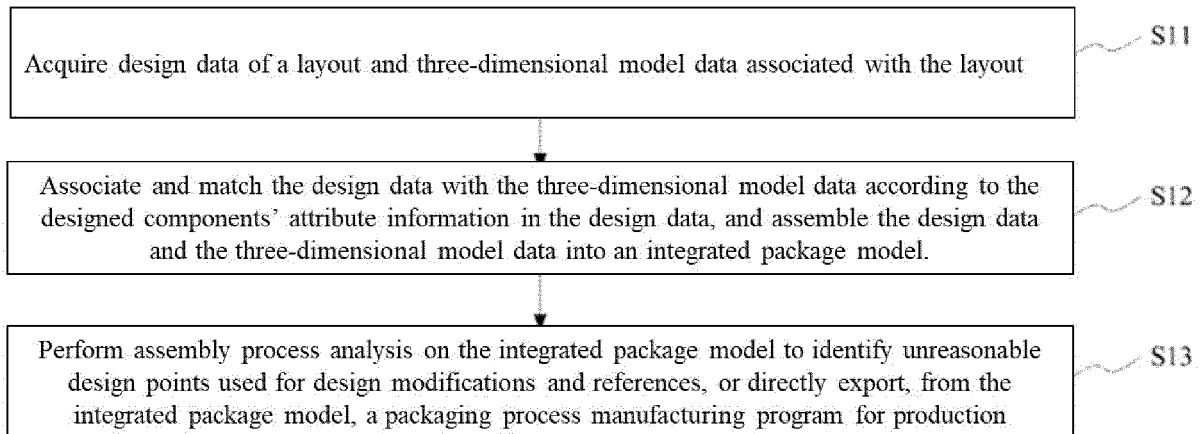 S11
Acquire design data of a layout and three-dimensional model data associated with the layout
Associate and match the design data with the three-dimensional model data according to the
S12
designed components’ attribute information in the design data, and assemble the design data
and the three-dimensional model data into an integrated package model.
Perform assembly process analysis on the integrated package model to identify unreasonable
S13
design points used for design modifications and references, or directly export, from the
integrated package model, a packaging process manufacturing program for production